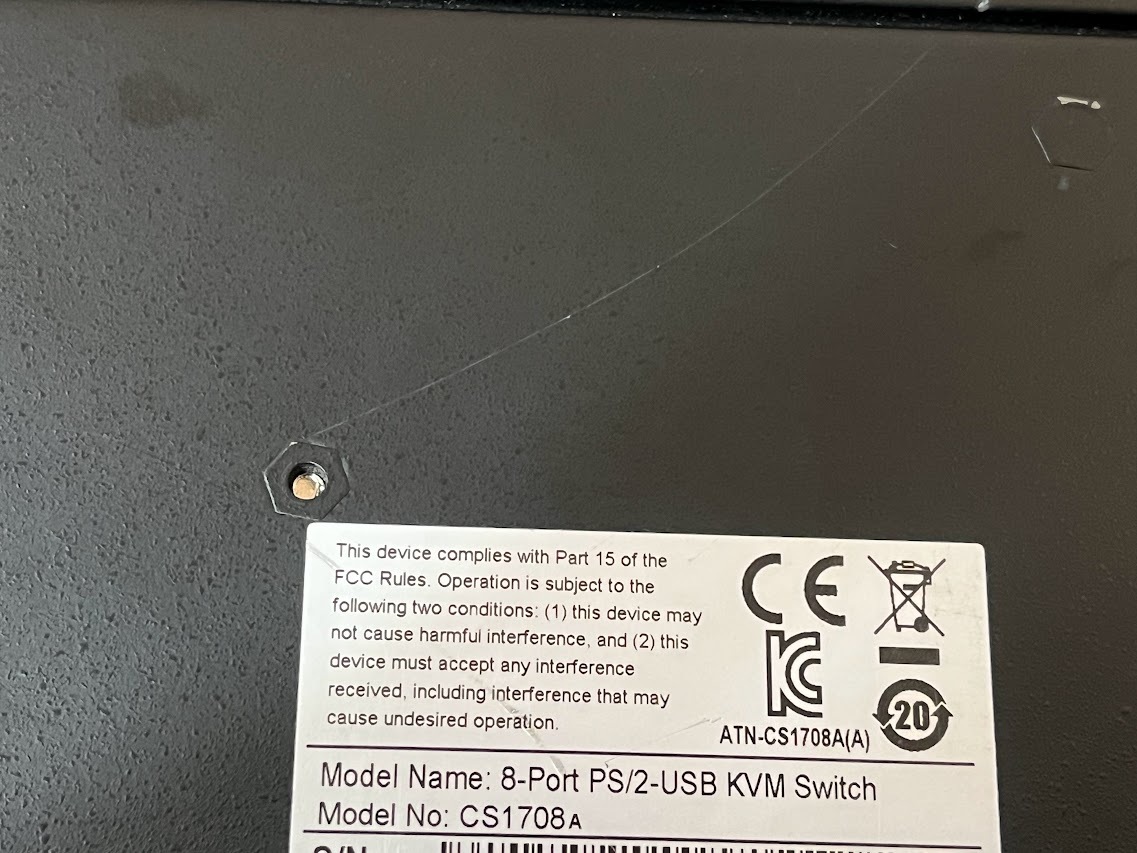 This device complies with Part 15 of the
FCC Rules. Operation is subject to the
following two conditions: (1) this device may
not cause harmful interference, and (2) this
device must accept any interference
received, including interference that may
cause undesired operation.
CE
KC
20
ATN-CS1708A(A)
Model Name: 8-Port PS/2-USB KVM Switch
Model No: CS1708A